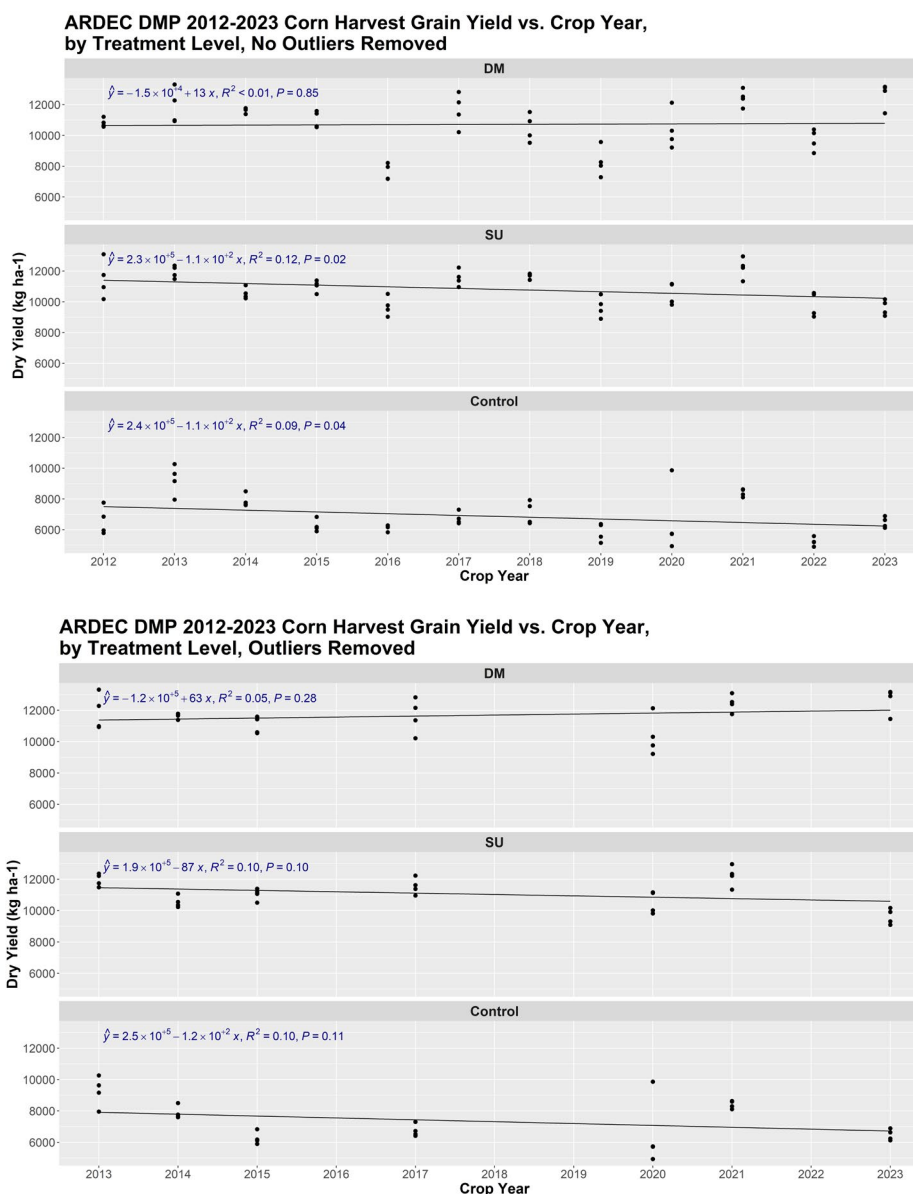 ARDEC DMP 2012-2023 Corn Harvest Grain Yield vs. Crop Year,
by Treatment Level, No Outliers Removed
DM
ŷ = −1.5 × 10⁺⁴ + 13 x, R² < 0.01, P = 0.85
12000
10000
8000
6000
SU
ŷ = 2.3 × 10⁺⁵ − 1.1 × 10⁺² x, R² = 0.12, P = 0.02
12000
10000
8000
6000
Dry Yield (kg ha-1)
Control
ŷ = 2.4 × 10⁺⁵ − 1.1 × 10⁺² x, R² = 0.09, P = 0.04
12000
10000
8000
6000
2012 2013 2014 2015 2016 2017 2018 2019 2020 2021 2022 2023
Crop Year
ARDEC DMP 2012-2023 Corn Harvest Grain Yield vs. Crop Year,
by Treatment Level, Outliers Removed
DM
ŷ = −1.2 × 10⁺⁵ + 63 x, R² = 0.05, P = 0.28
12000
10000
8000
6000
SU
ŷ = 1.9 × 10⁺⁵ − 87 x, R² = 0.10, P = 0.10
12000
10000
8000
6000
Dry Yield (kg ha-1)
Control
ŷ = 2.5 × 10⁺⁵ − 1.2 × 10⁺² x, R² = 0.10, P = 0.11
12000
10000
8000
6000
2013 2014 2015 2016 2017 2018 2019 2020 2021 2022 2023
Crop Year